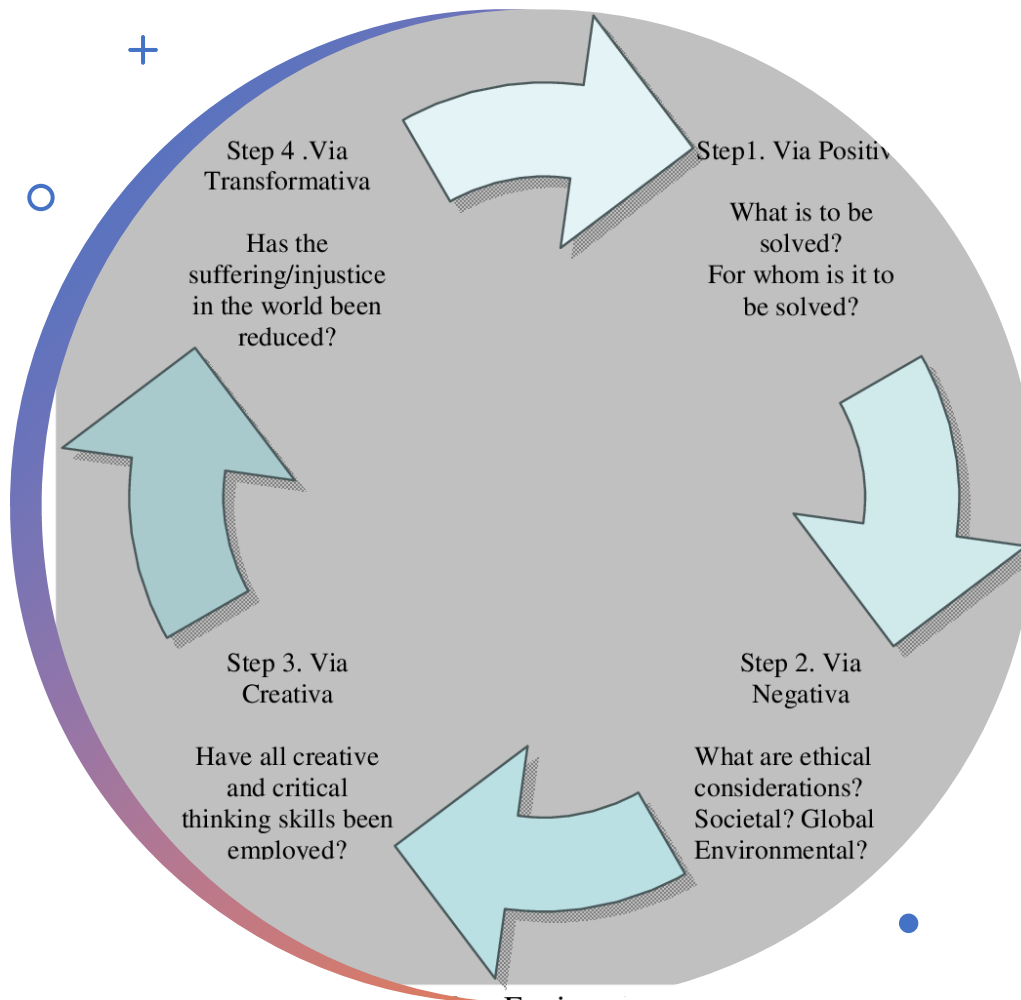 Step 4 .Via
Transformativa
Has the
suffering/injustice
in the world been
reduced?
Step1. Via Positiv
What is to be
solved?
For whom is it to
be solved?
Step 2. Via
Negativa
What are ethical
considerations?
Societal? Global
Environmental?
Step 3. Via
Creativa
Have all creative
and critical
thinking skills been
employed?